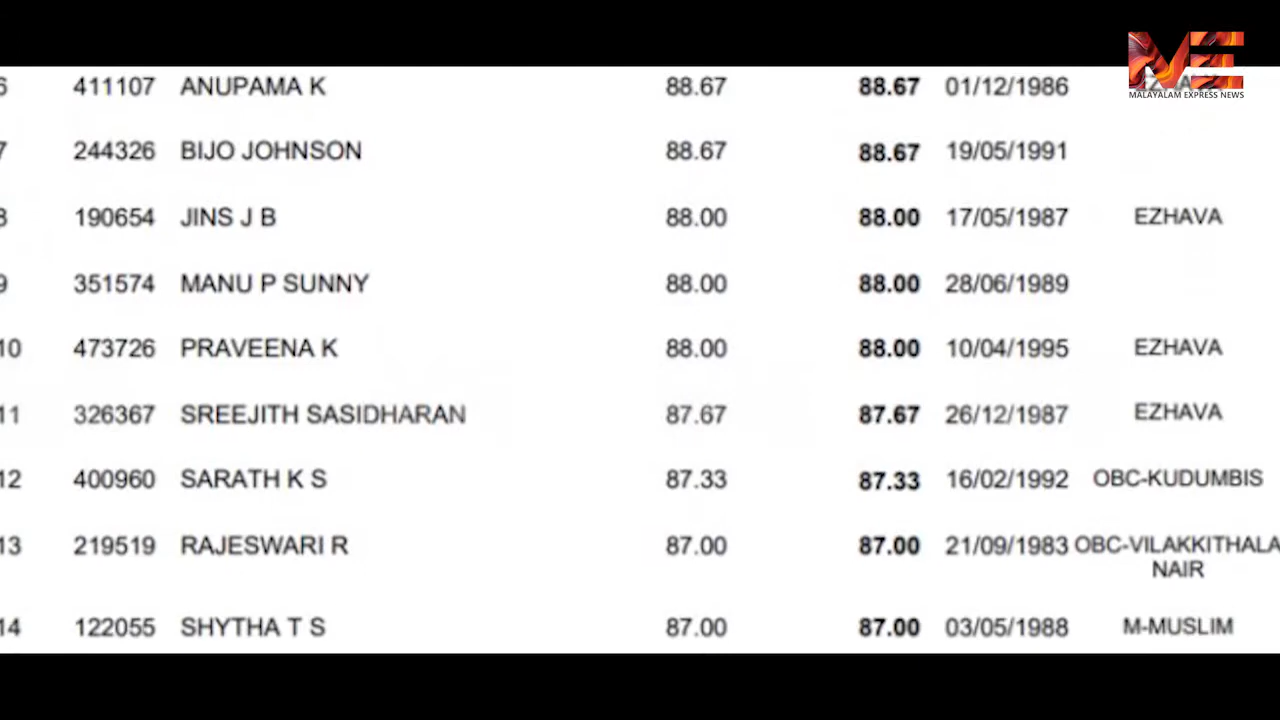 ME
MALAYALAM EXPRESS NEWS
6 411107 ANUPAMA K 88.67 88.67 01/12/1986
7 244326 BIJO JOHNSON 88.67 88.67 19/05/1991
8 190654 JINS J B 88.00 88.00 17/05/1987 EZHAVA
9 351574 MANU P SUNNY 88.00 88.00 28/06/1989
10 473726 PRAVEENA K 88.00 88.00 10/04/1995 EZHAVA
11 326367 SREEJITH SASIDHARAN 87.67 87.67 26/12/1987 EZHAVA
12 400960 SARATH K S 87.33 87.33 16/02/1992 OBC-KUDUMBIS
13 219519 RAJESWARI R 87.00 87.00 21/09/1983 OBC-VILAKKITHALA
NAIR
14 122055 SHYTHA T S 87.00 87.00 03/05/1988 M-MUSLIM